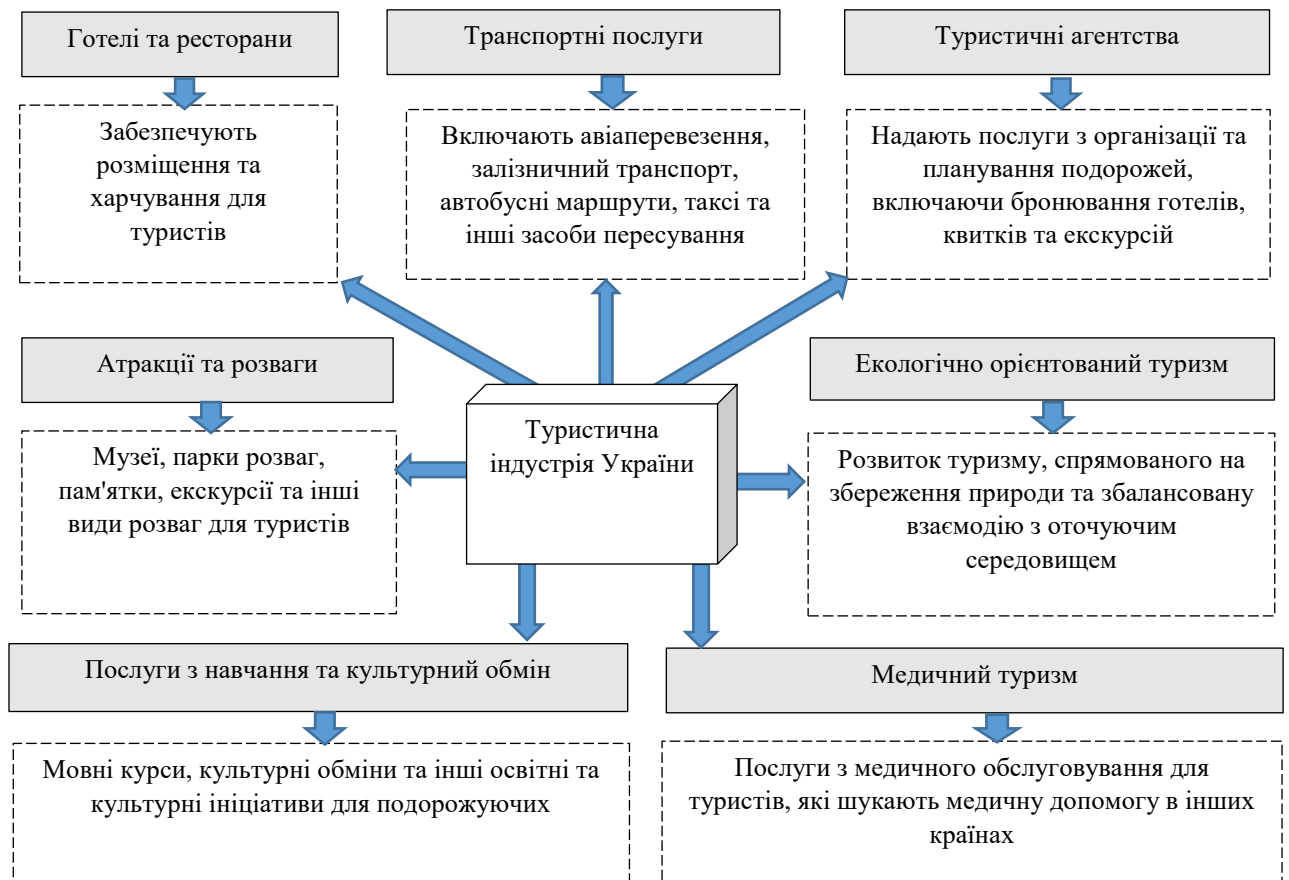 Готелі та ресторани
Транспортні послуги
Туристичні агентства
Забезпечують
розміщення та
харчування для
туристів
Включають авіаперевезення,
залізничний транспорт,
автобусні маршрути, таксі та
інші засоби пересування
Надають послуги з організації та
планування подорожей,
включаючи бронювання готелів,
квитків та екскурсій
Атракції та розваги
Екологічно орієнтований туризм
Туристична
індустрія України
Музеї, парки розваг,
пам'ятки, екскурсії та інші
види розваг для туристів
Розвиток туризму, спрямованого на
збереження природи та збалансовану
взаємодію з оточуючим
середовищем
Послуги з навчання та культурний обмін
Медичний туризм
Мовні курси, культурні обміни та інші освітні та
культурні ініціативи для подорожуючих
Послуги з медичного обслуговування для
туристів, які шукають медичну допомогу в інших
країнах